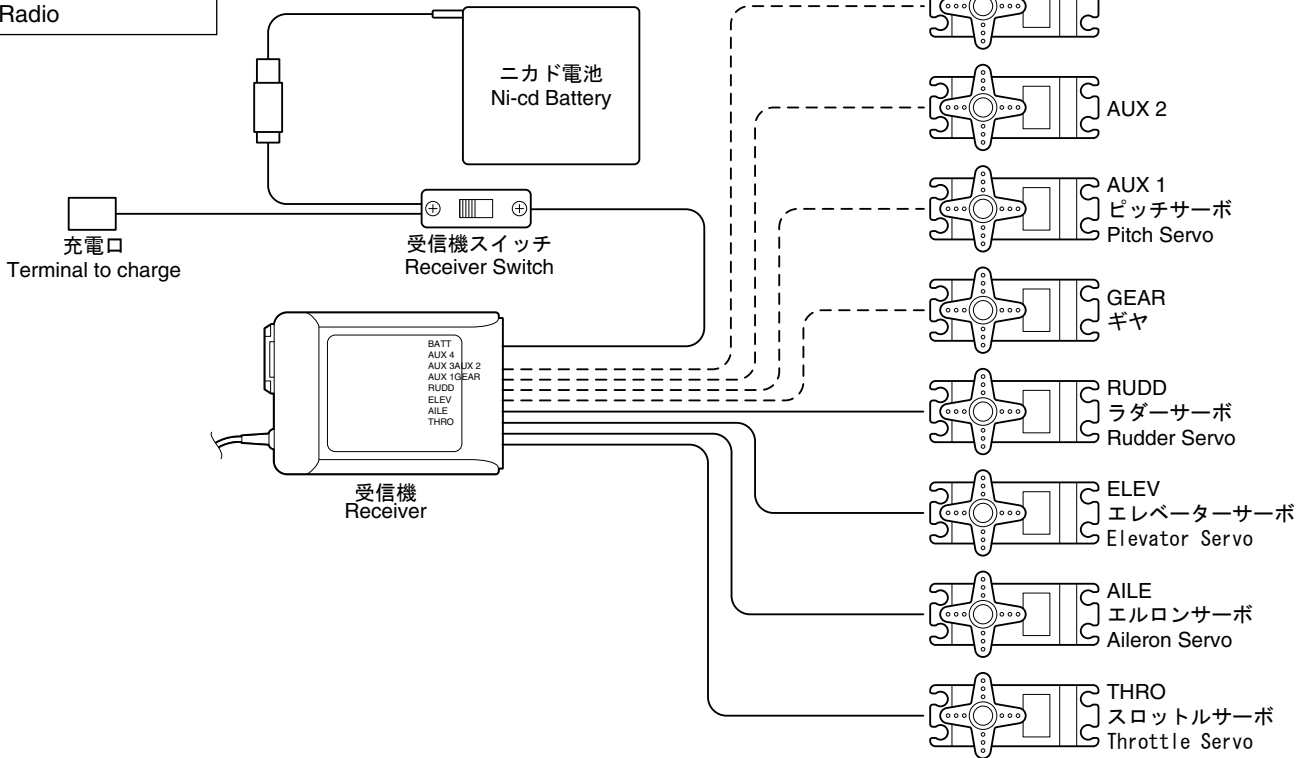 Radio
ニカド電池
Ni-cd Battery
AUX 2
AUX 1
ピッチサーボ
Pitch Servo
充電口
Terminal to charge
受信機スイッチ
Receiver Switch
GEAR
ギヤ
BATT
AUX 4
AUX 3AUX 2
AUX 1GEAR
RUDD
ELEV
AILE
THRO
RUDD
ラダーサーボ
Rudder Servo
受信機
Receiver
ELEV
エレベーターサーボ
Elevator Servo
AILE
エルロンサーボ
Aileron Servo
THRO
スロットルサーボ
Throttle Servo